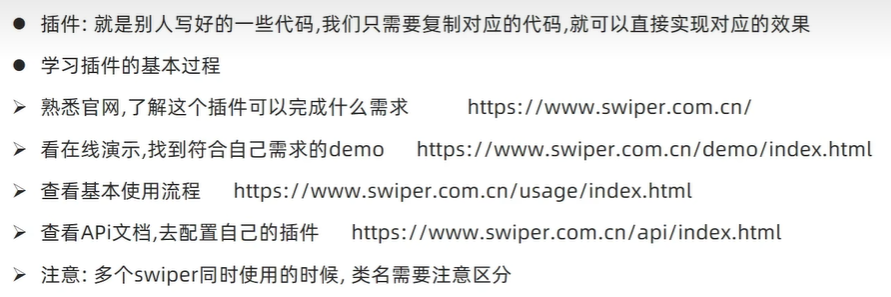 ● 插件: 就是别人写好的一些代码,我们只需要复制对应的代码,就可以直接实现对应的效果
● 学习插件的基本过程
➢ 熟悉官网,了解这个插件可以完成什么需求 https://www.swiper.com.cn/
➢ 看在线演示,找到符合自己需求的demo https://www.swiper.com.cn/demo/index.html
➢ 查看基本使用流程 https://www.swiper.com.cn/usage/index.html
➢ 查看APi文档,去配置自己的插件 https://www.swiper.com.cn/api/index.html
➢ 注意: 多个swiper同时使用的时候, 类名需要注意区分